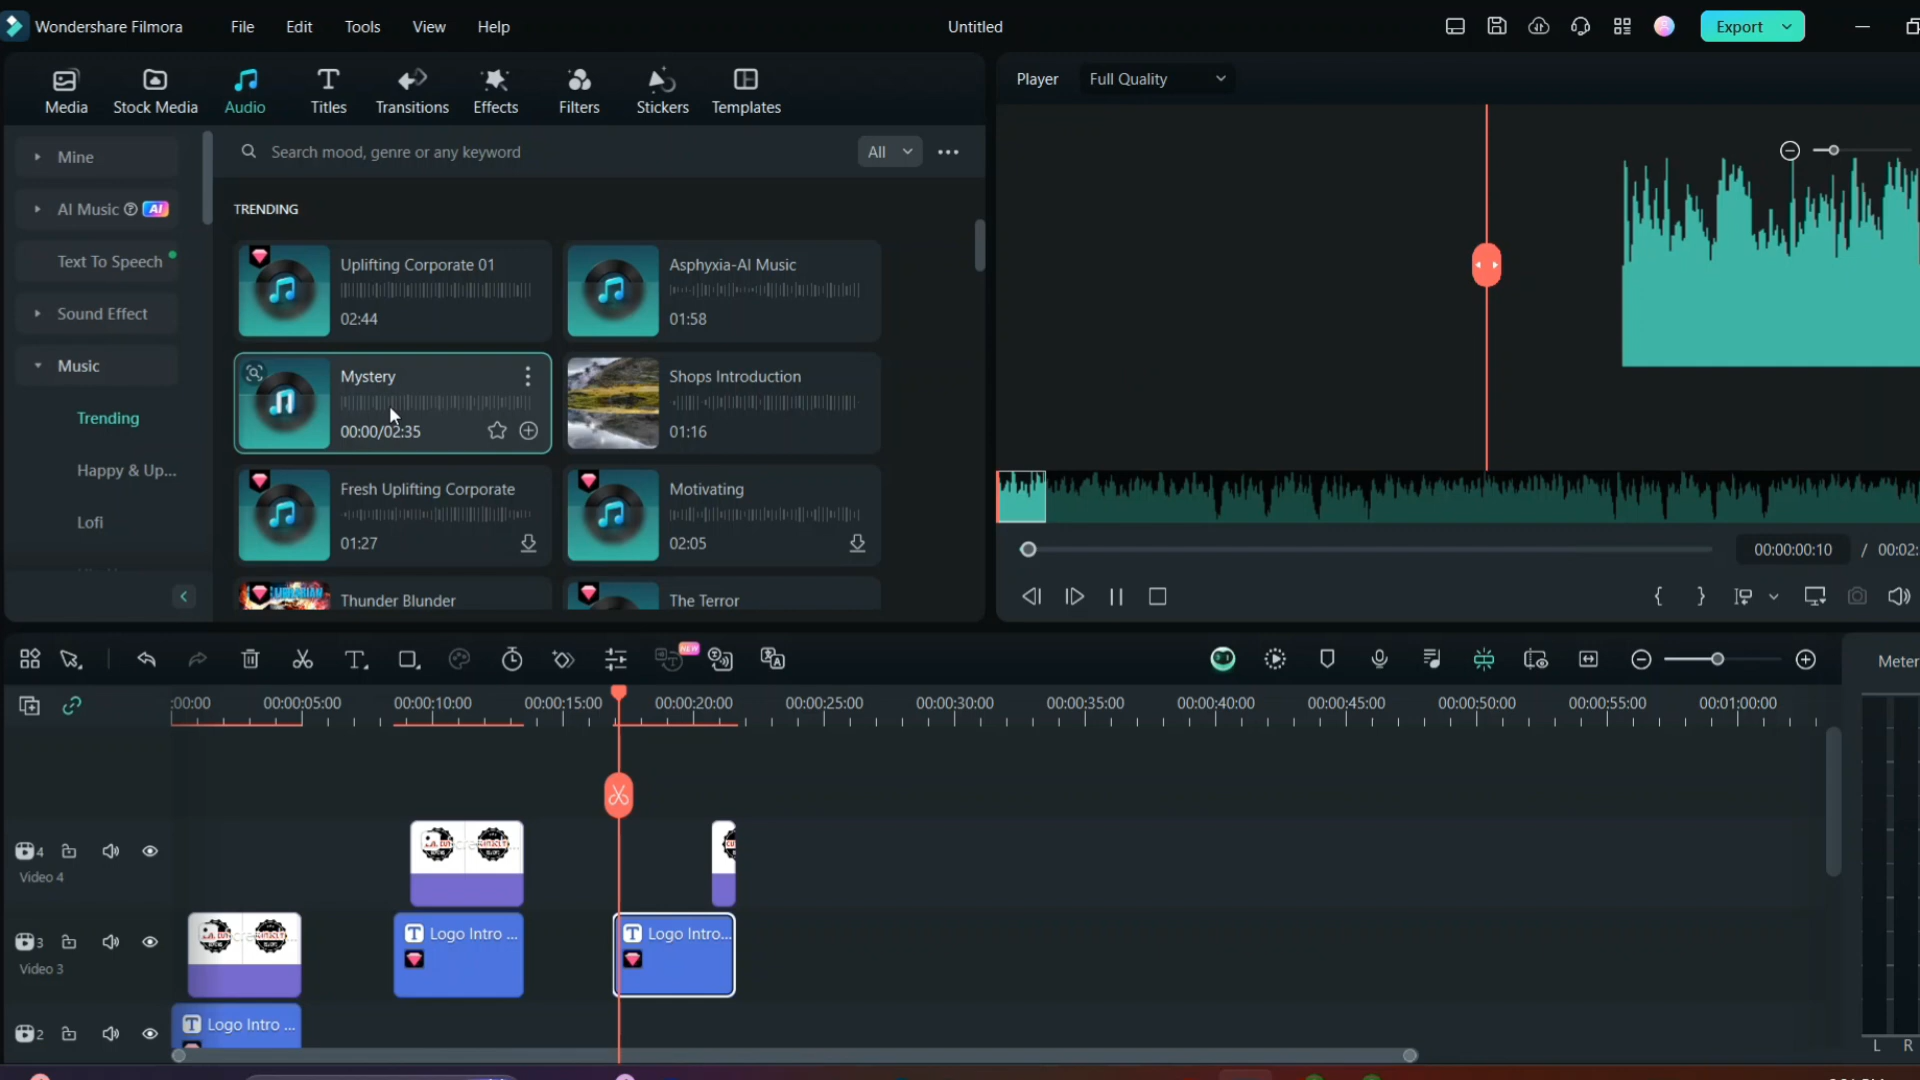 Wondershare Filmora File Edit Tools View Help Untitled Export
Media Stock Media Audio Titles Transitions Effects Filters Stickers Templates
Player Full Quality
Mine
AI Music AI
Text To Speech
Sound Effect
Music
Trending
Happy & Up...
Lofi
Search mood, genre or any keyword All
TRENDING
Uplifting Corporate 01
02:44
Asphyxia-AI Music
01:58
Mystery
00:00/02:35
Shops Introduction
01:16
Fresh Uplifting Corporate
01:27
Motivating
02:05
Thunder Blunder
The Terror
00:00:00:10 / 00:02:
NEW
Meter
:00:00 00:00:05:00 00:00:10:00 00:00:15:00 00:00:20:00 00:00:25:00 00:00:30:00 00:00:35:00 00:00:40:00 00:00:45:00 00:00:50:00 00:00:55:00 00:01:00:00
4
Video 4
3
Video 3
Logo Intro ...
Logo Intro...
2
Logo Intro ...
L R